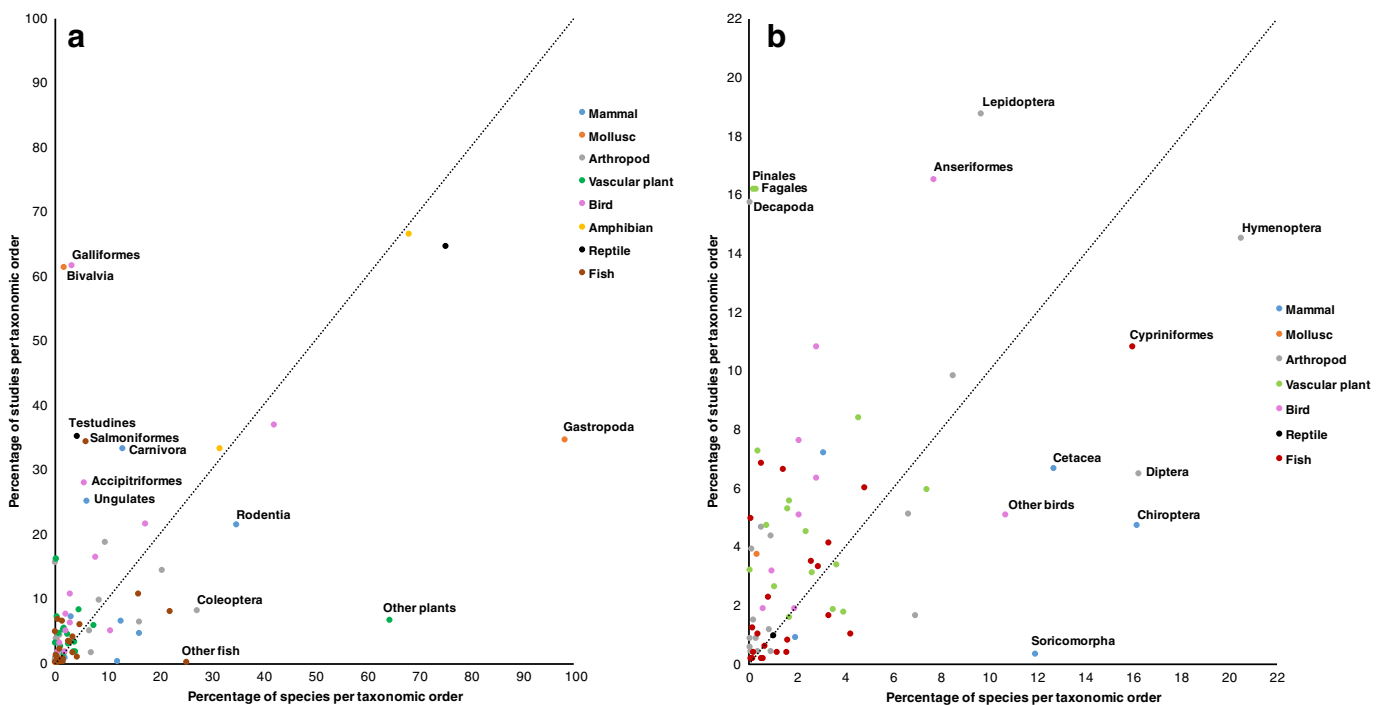 a
Percentage of studies per taxonomic order
100
90
80
70
60
50
40
30
20
10
0
Galliformes
Bivalvia
Testudines
Salmoniformes
Carnivora
Accipitriformes
Ungulates
Rodentia
Coleoptera
Other fish
Other plants
Gastropoda
Mammal
Mollusc
Arthropod
Vascular plant
Bird
Amphibian
Reptile
Fish
0 10 20 30 40 50 60 70 80 90 100
Percentage of species per taxonomic order
b
Percentage of studies per taxonomic order
22
20
18
16
14
12
10
8
6
4
2
0
Lepidoptera
Anseriformes
Pinales
Fagales
Decapoda
Hymenoptera
Cypriniformes
Cetacea
Diptera
Other birds
Chiroptera
Soricomorpha
Mammal
Mollusc
Arthropod
Vascular plant
Bird
Reptile
Fish
0 2 4 6 8 10 12 14 16 18 20 22
Percentage of species per taxonomic order